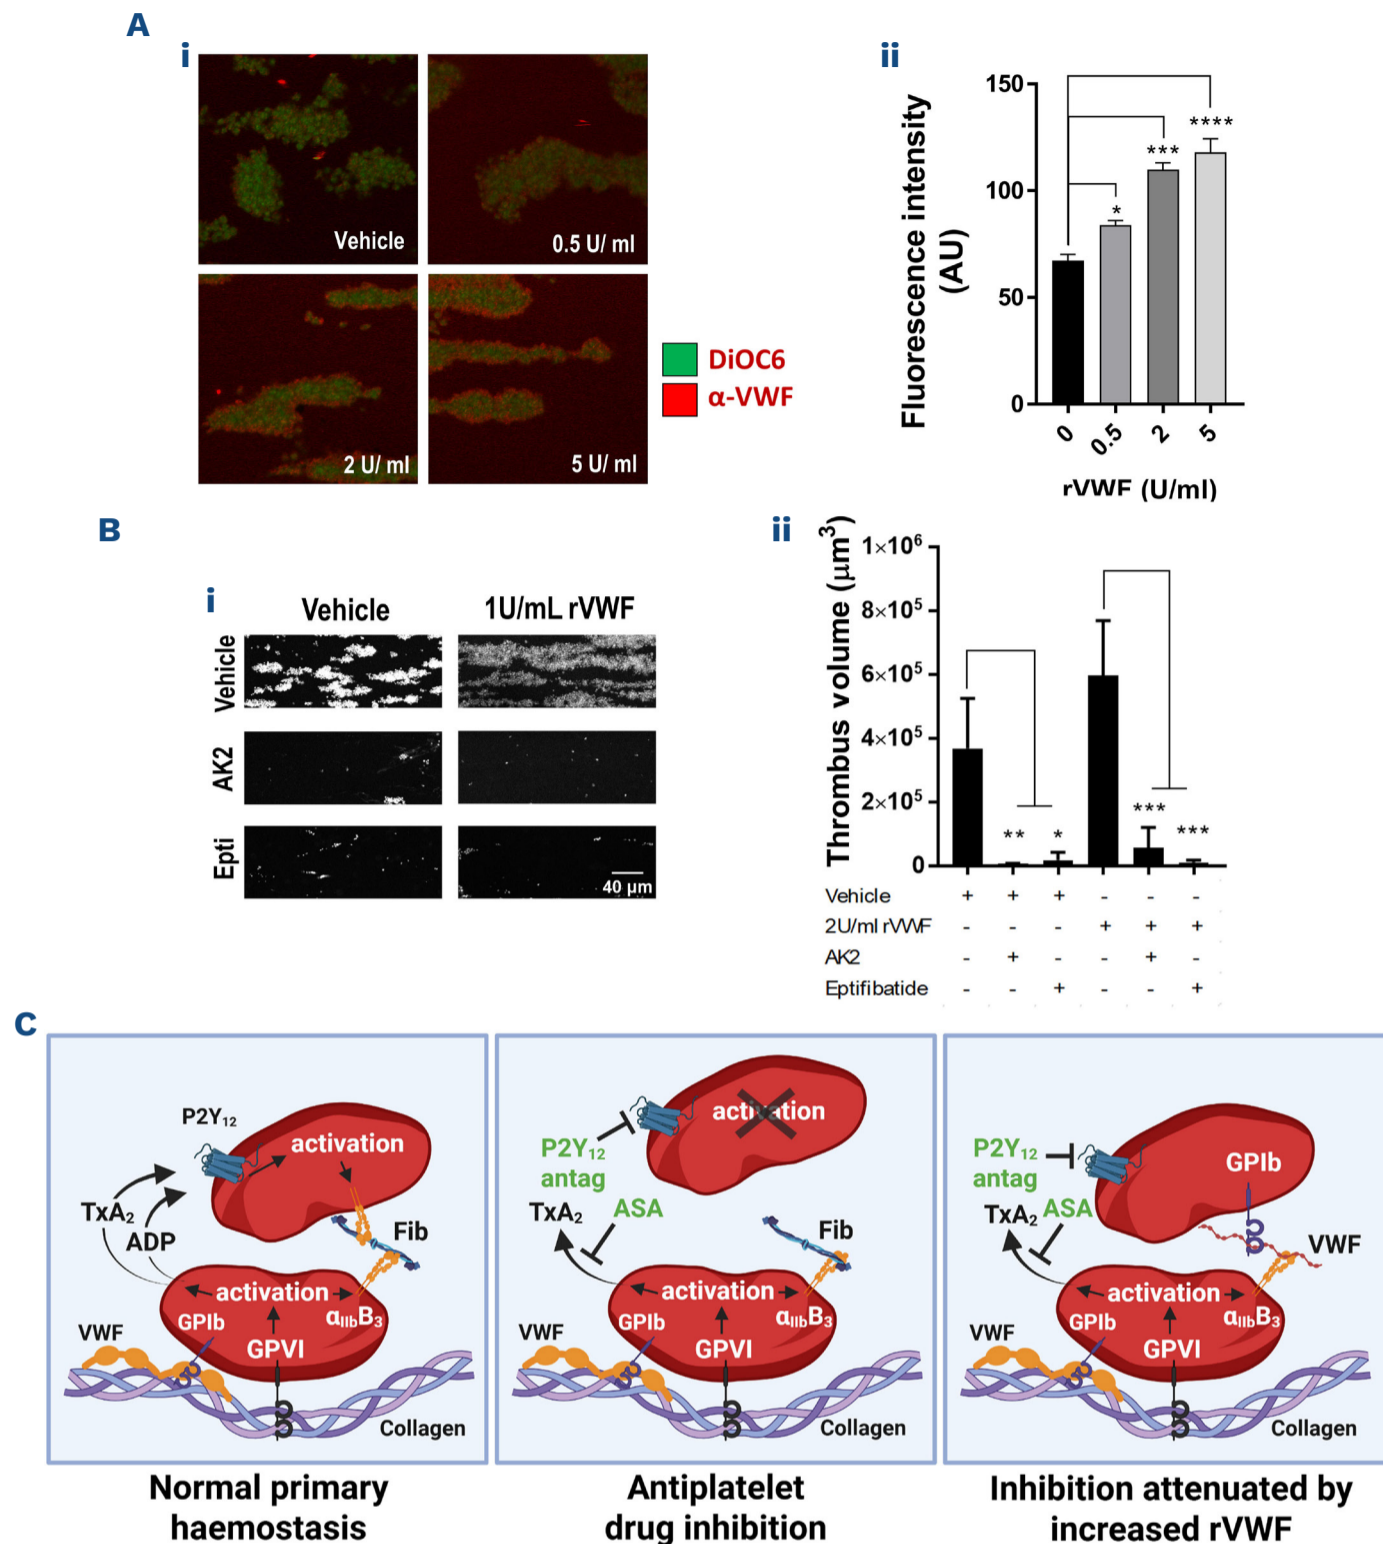 A
i
Vehicle
0.5 U/ ml
2 U/ ml
5 U/ ml
DiOC6
α-VWF
ii
Fluorescence intensity
(AU)
150
100
50
0
*
***
****
0
0.5
2
5
rVWF (U/ml)
B
i
Vehicle
1U/mL rVWF
Vehicle
AK2
Epti
40 µm
ii
Thrombus volume (µm³)
1×10⁶
8×10⁵
6×10⁵
4×10⁵
2×10⁵
0
**
*
***
***
Vehicle + + + - - -
2U/ml rVWF - - - + + +
AK2 - + - - + -
Eptifibatide - - + - - +
C
P2Y₁₂
activation
TxA₂
ADP
Fib
activation
GPIb
αIIbB₃
VWF
GPVI
Collagen
Normal primary
haemostasis
activation
P2Y₁₂
antag
TxA₂
ASA
Fib
activation
GPIb
αIIbB₃
VWF
GPVI
Collagen
Antiplatelet
drug inhibition
P2Y₁₂
antag
GPIb
TxA₂
ASA
VWF
activation
GPIb
αIIbB₃
VWF
GPVI
Collagen
Inhibition attenuated by
increased rVWF